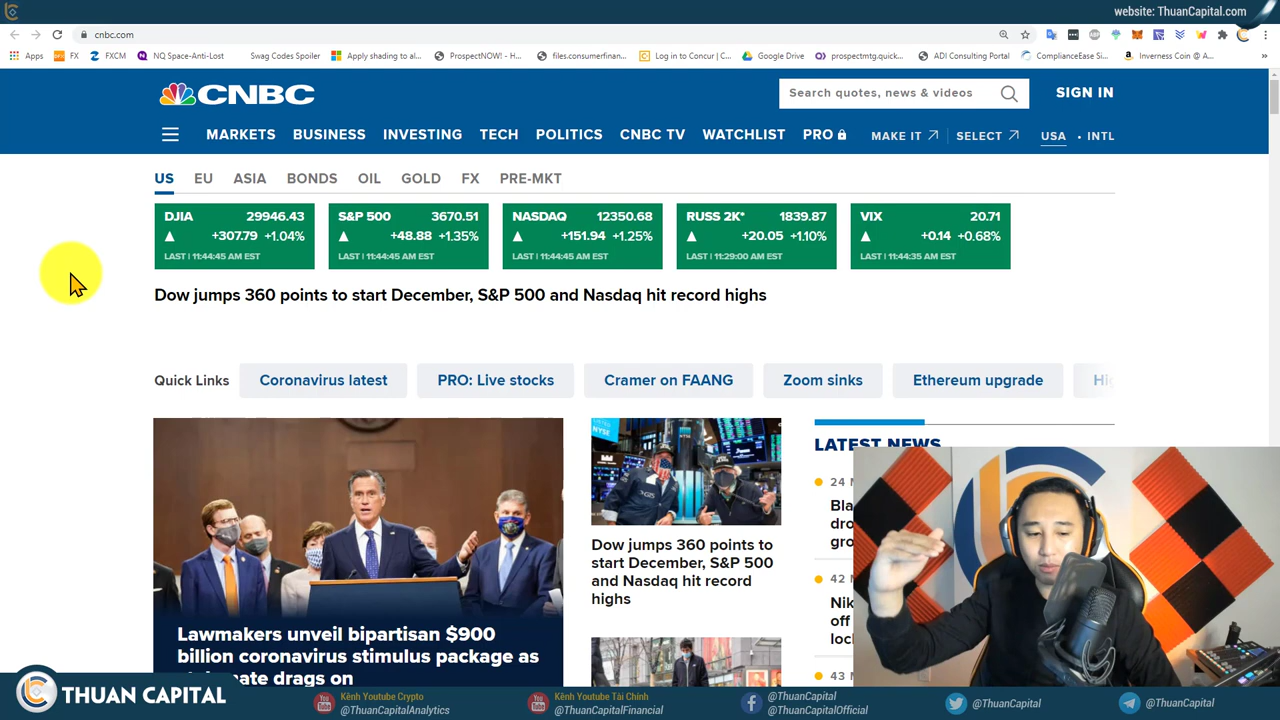 website: ThuanCapital.com
cnbc.com
Apps FX FXCM NQ Space-Anti-Lost Swag Codes Spoiler Apply shading to al... ProspectNOW! - H... files.consumerfinan... Log in to Concur | C... Google Drive prospectmtg.quick... ADI Consulting Portal ComplianceEase Si... Inverness Coin @ A... »
CNBC
Search quotes, news & videos
SIGN IN
MARKETS BUSINESS INVESTING TECH POLITICS CNBC TV WATCHLIST PRO MAKE IT SELECT USA • INTL
US EU ASIA BONDS OIL GOLD FX PRE-MKT
DJIA 29946.43
+307.79 +1.04%
LAST | 11:44:45 AM EST
S&P 500 3670.51
+48.88 +1.35%
LAST | 11:44:45 AM EST
NASDAQ 12350.68
+151.94 +1.25%
LAST | 11:44:45 AM EST
RUSS 2K* 1839.87
+20.05 +1.10%
LAST | 11:29:00 AM EST
VIX 20.71
+0.14 +0.68%
LAST | 11:44:35 AM EST
Dow jumps 360 points to start December, S&P 500 and Nasdaq hit record highs
Quick Links Coronavirus latest PRO: Live stocks Cramer on FAANG Zoom sinks Ethereum upgrade
Lawmakers unveil bipartisan $900
billion coronavirus stimulus package as
NYSE
Dow jumps 360 points to
start December, S&P 500
and Nasdaq hit record
highs
LATEST NEWS
24 M
Bla
dro
gro
42 M
Nik
off
loc
43 M
THUAN CAPITAL
Kênh Youtube Crypto
@ThuanCapitalAnalytics
Kênh Youtube Tài Chính
@ThuanCapitalFinancial
@ThuanCapital
@ThuanCapitalOfficial
@ThuanCapital
@ThuanCapital